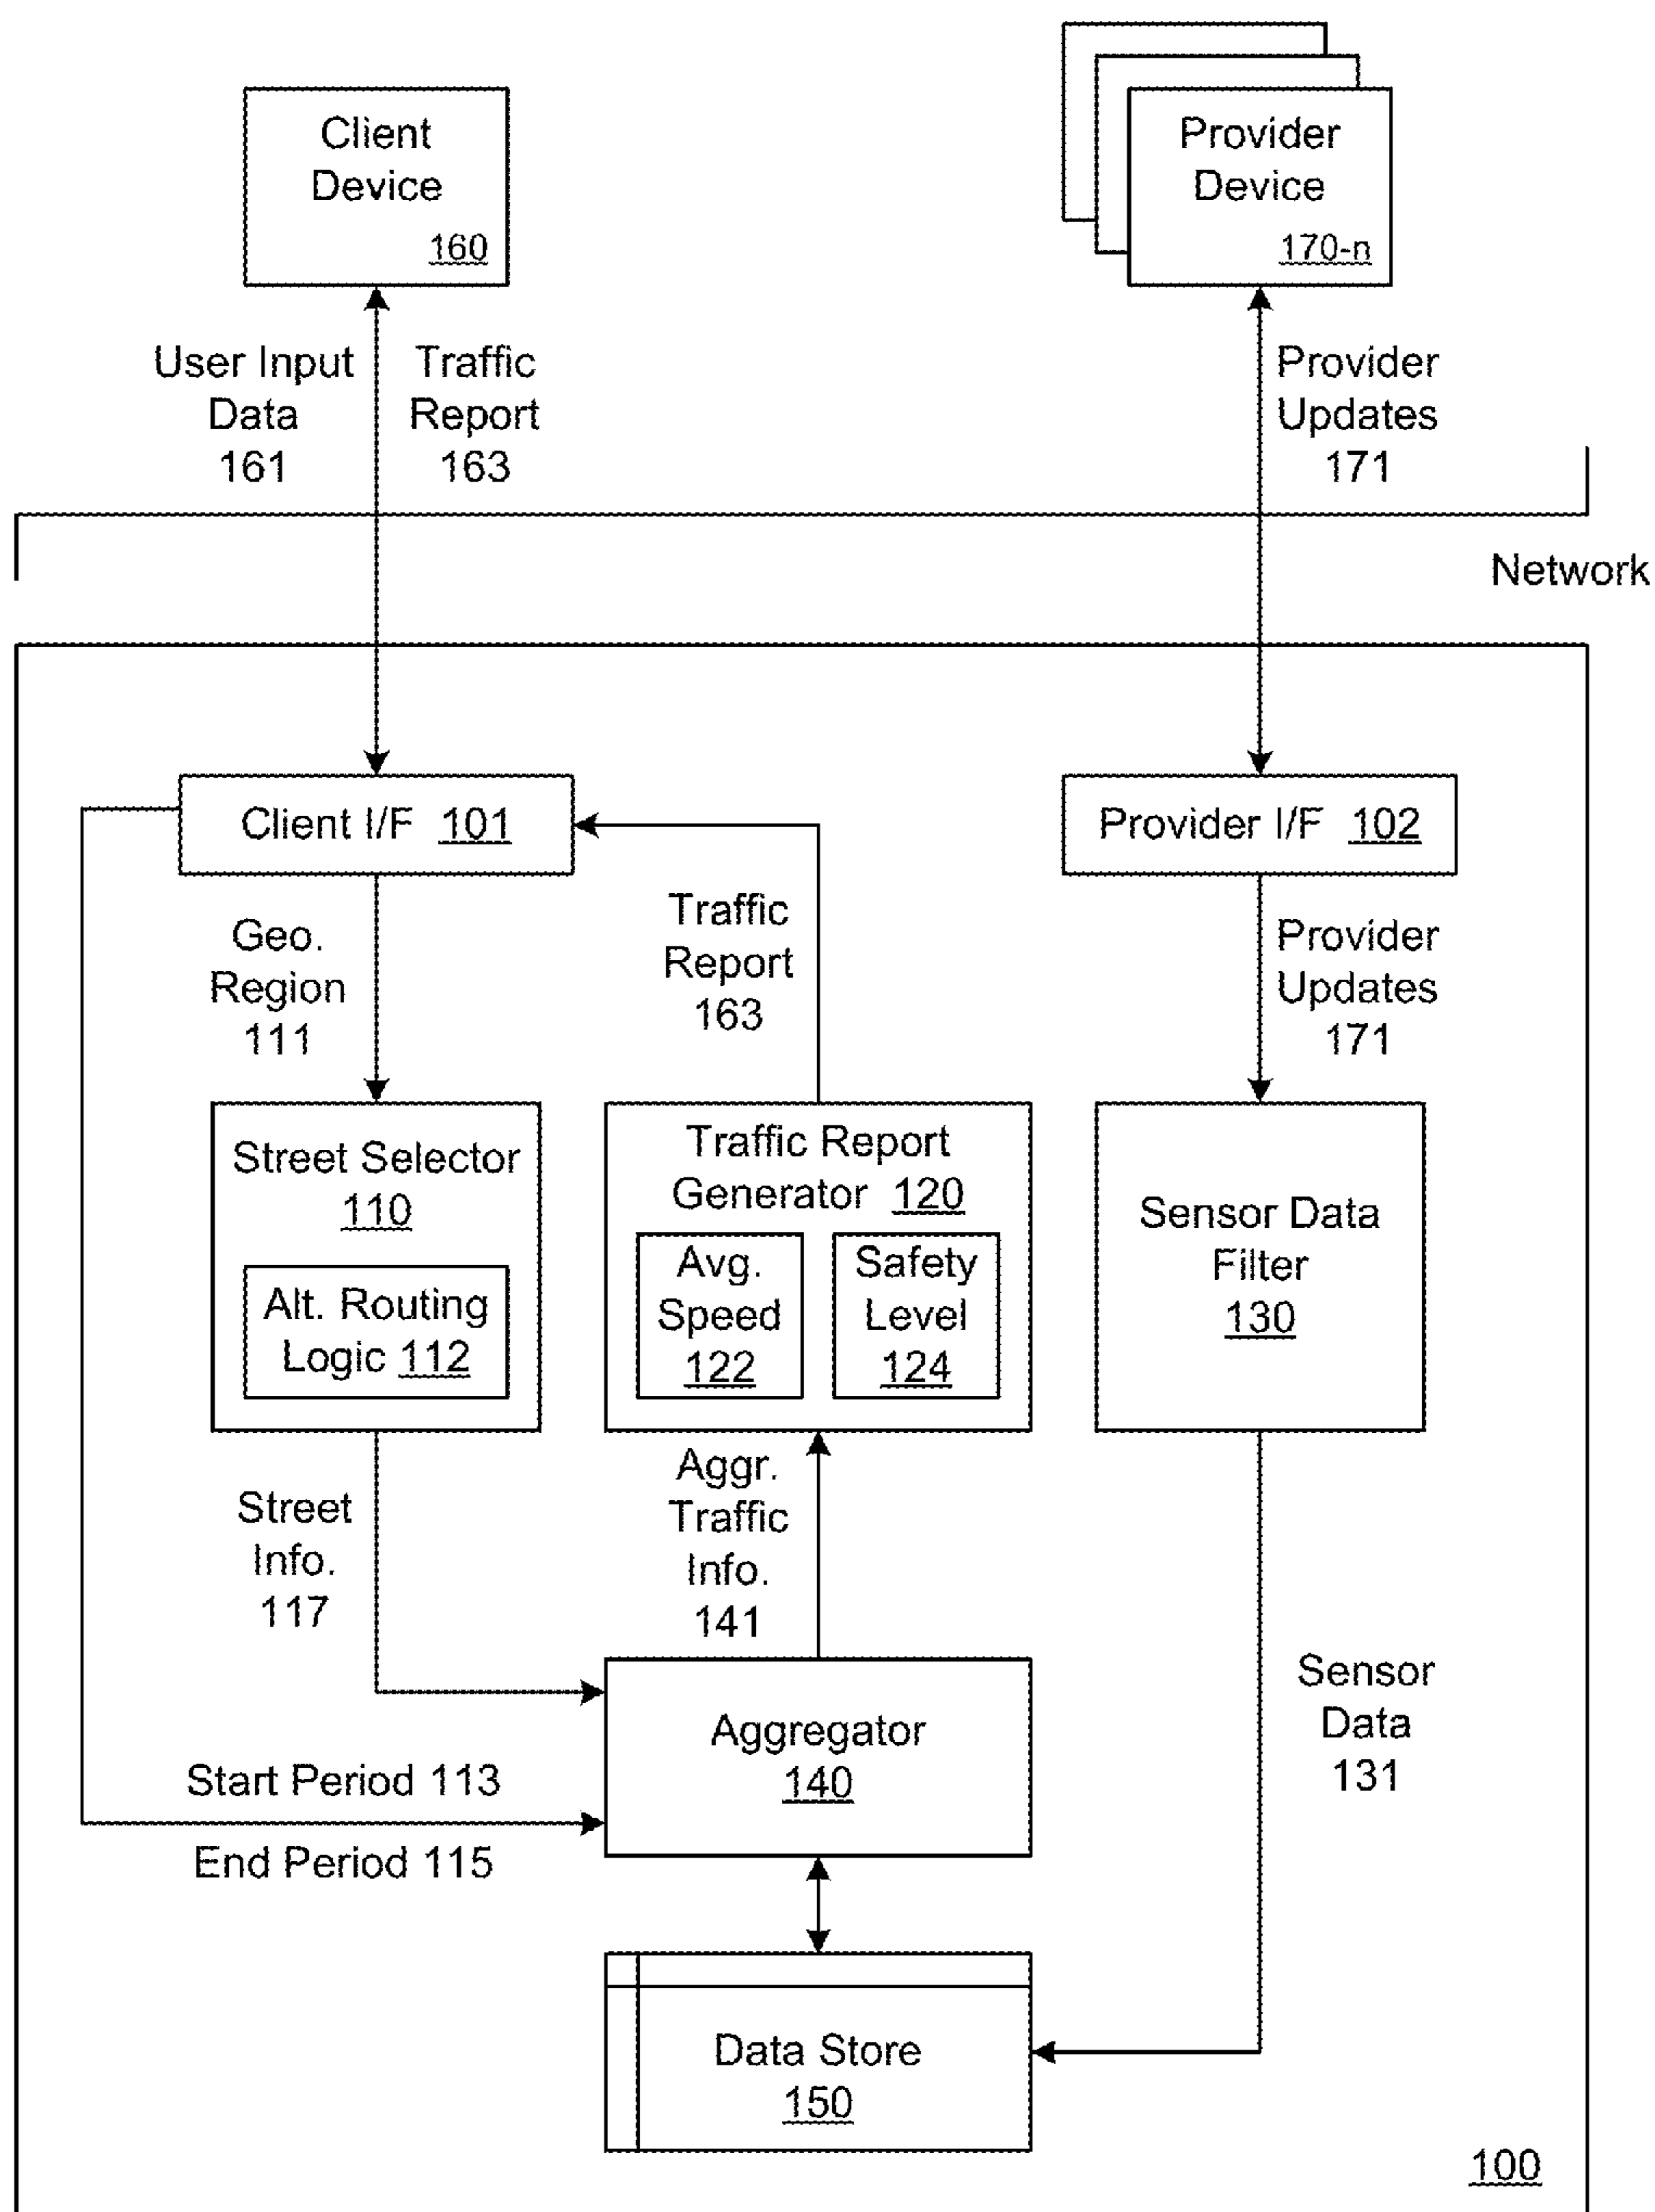 Client
Device
160
Provider
Device
170-n
User Input
Data
161
Traffic
Report
163
Provider
Updates
171
Network
Client I/F 101
Provider I/F 102
Geo.
Region
111
Traffic
Report
163
Provider
Updates
171
Street Selector
110
Alt. Routing
Logic 112
Traffic Report
Generator 120
Avg.
Speed
122
Safety
Level
124
Sensor Data
Filter
130
Street
Info.
117
Aggr.
Traffic
Info.
141
Sensor
Data
131
Aggregator
140
Start Period 113
End Period 115
Data Store
150
100